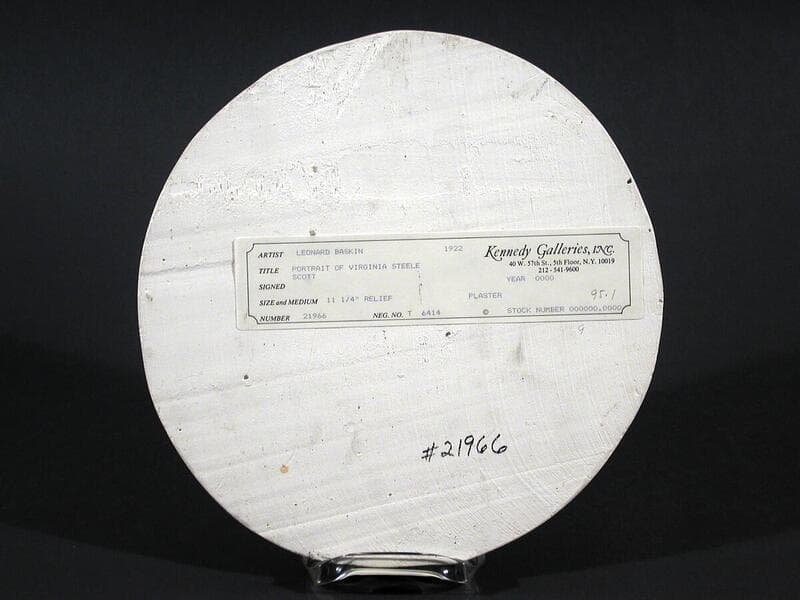 ARTIST LEONARD BASKIN 1922
TITLE PORTRAIT OF VIRGINIA STEELE
SCOTT
SIGNED
SIZE and MEDIUM 11 1/4" RELIEF PLASTER
NUMBER 21966 NEG. NO. T 6414 © STOCK NUMBER 000000.0000
Kennedy Galleries, INC.
40 W. 57th St., 5th Floor, N.Y. 10019
212 - 541-9600
YEAR 0000
95.1
9
#21966